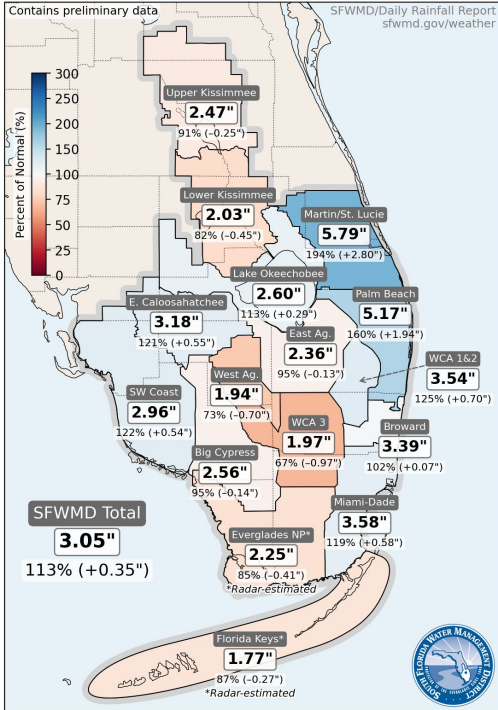 Contains preliminary data
SFWMD/Daily Rainfall Report
sfwmd.gov/weather
Percent of Normal (%)
300
250
200
150
100
75
50
25
0
Upper Kissimmee
2.47"
91% (–0.25")
Lower Kissimmee
2.03"
82% (–0.45")
Martin/St. Lucie
5.79"
194% (+2.80")
Lake Okeechobee
2.60"
113% (+0.29")
Palm Beach
5.17"
160% (+1.94")
E. Caloosahatchee
3.18"
121% (+0.55")
East Ag.
2.36"
95% (–0.13")
WCA 1&2
3.54"
125% (+0.70")
West Ag.
1.94"
73% (–0.70")
SW Coast
2.96"
122% (+0.54")
WCA 3
1.97"
67% (–0.97")
Broward
3.39"
102% (+0.07")
Big Cypress
2.56"
95% (–0.14")
Miami-Dade
3.58"
119% (+0.58")
SFWMD Total
3.05"
113% (+0.35")
Everglades NP*
2.25"
85% (–0.41")
*Radar-estimated
Florida Keys*
1.77"
87% (–0.27")
*Radar-estimated
SOUTH FLORIDA WATER MANAGEMENT DISTRICT